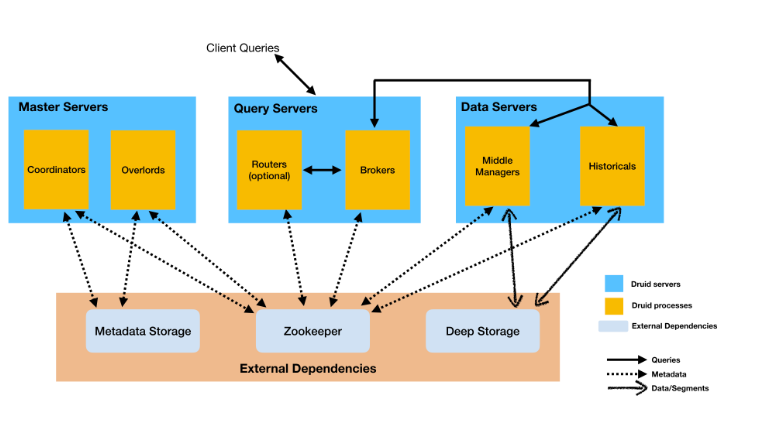 Client Queries
Master Servers
Query Servers
Data Servers
Coordinators
Overlords
Routers
(optional)
Brokers
Middle
Managers
Historicals
Metadata Storage
Zookeeper
Deep Storage
External Dependencies
Druid servers
Druid processes
External Dependencies
Queries
Metadata
Data/Segments